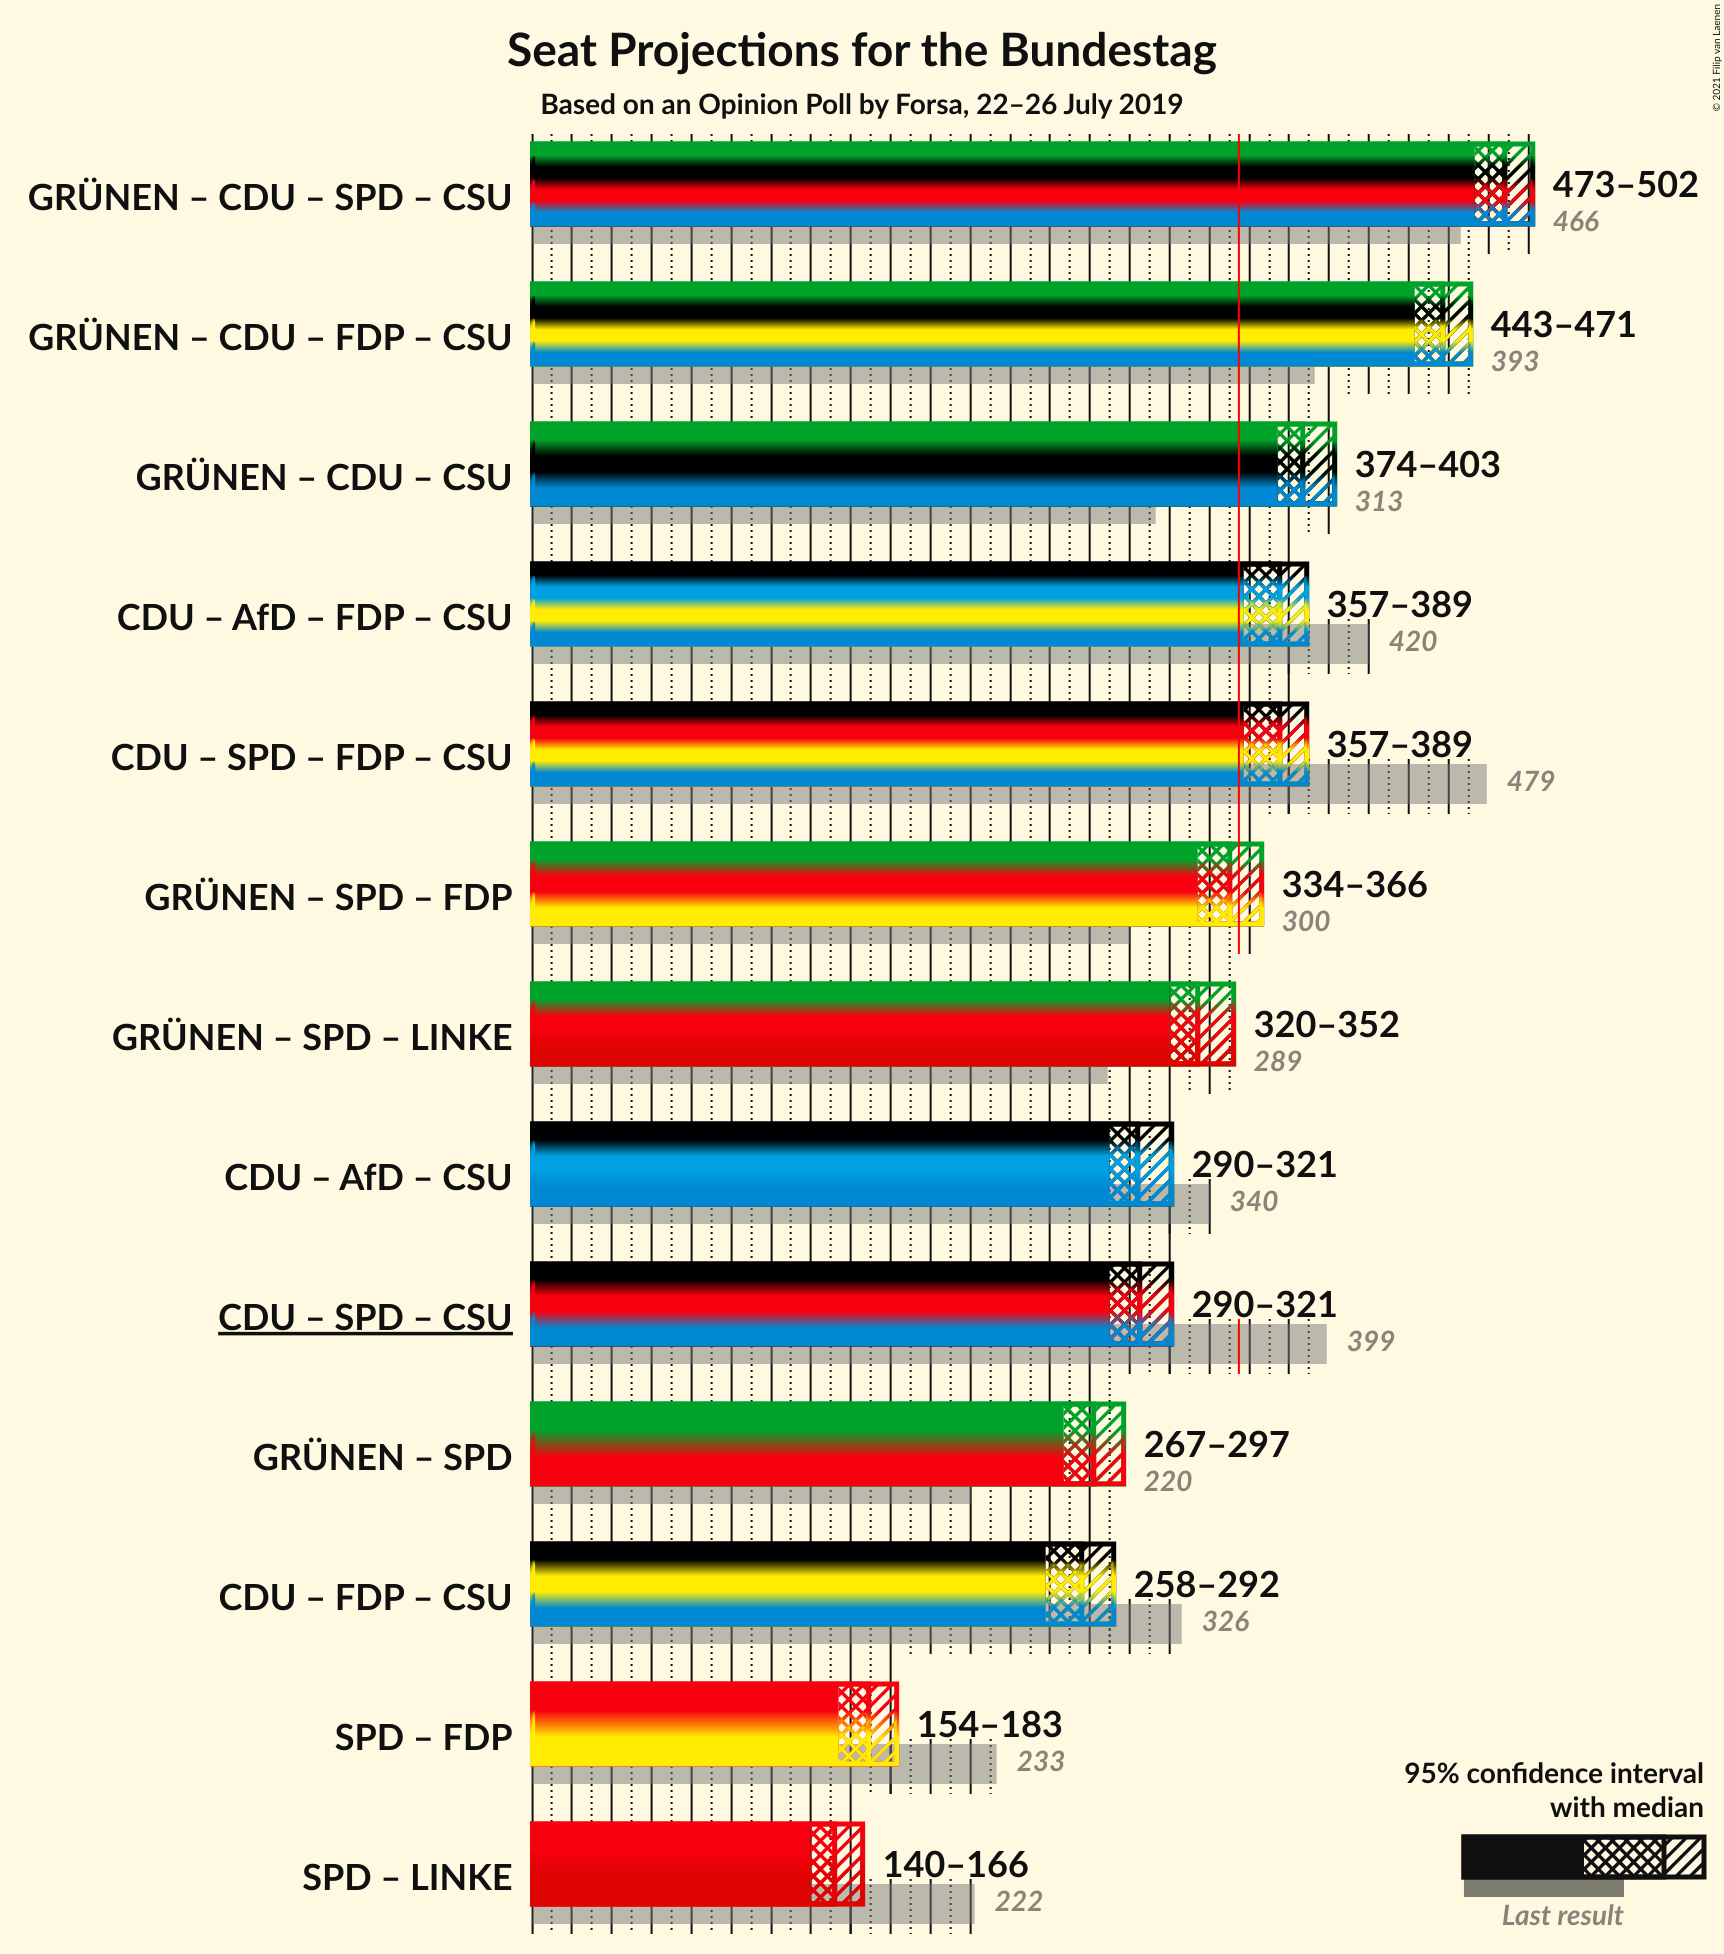 Seat Projections for the Bundestag
Based on an Opinion Poll by Forsa, 22–26 July 2019
© 2021 Filip van Laenen
GRÜNEN – CDU – SPD – CSU
473–502
466
GRÜNEN – CDU – FDP – CSU
443–471
393
GRÜNEN – CDU – CSU
374–403
313
CDU – AfD – FDP – CSU
357–389
420
CDU – SPD – FDP – CSU
357–389
479
GRÜNEN – SPD – FDP
334–366
300
GRÜNEN – SPD – LINKE
320–352
289
CDU – AfD – CSU
290–321
340
CDU – SPD – CSU
290–321
399
GRÜNEN – SPD
267–297
220
CDU – FDP – CSU
258–292
326
SPD – FDP
154–183
233
SPD – LINKE
140–166
222
95% confidence interval
with median
Last result